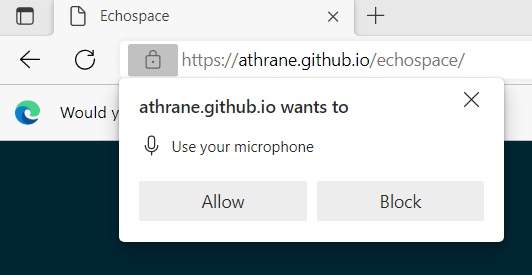 Echospace
https://athrane.github.io/echospace/
Would y
athrane.github.io wants to
Use your microphone
Allow
Block